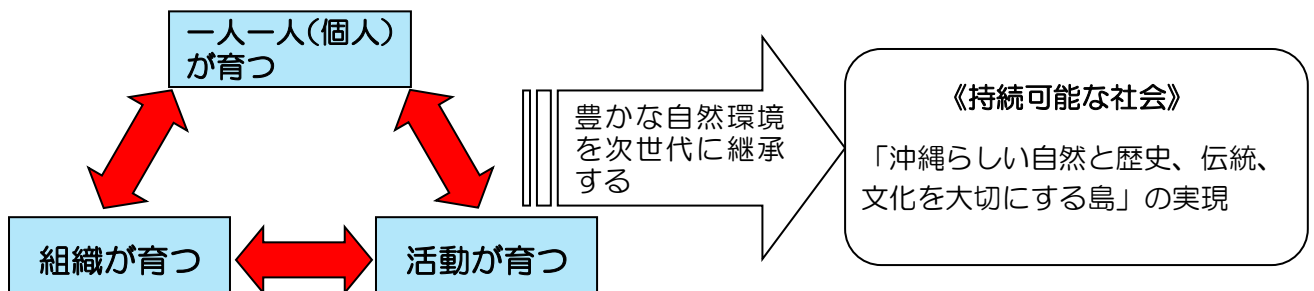 一人一人(個人)
が育つ
組織が育つ
活動が育つ
豊かな自然環境
を次世代に継承
する
《持続可能な社会》
「沖縄らしい自然と歴史、伝統、
文化を大切にする島」の実現